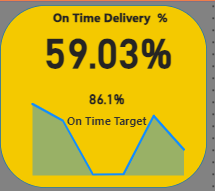 On Time Delivery %
59.03%
86.1%
On Time Target